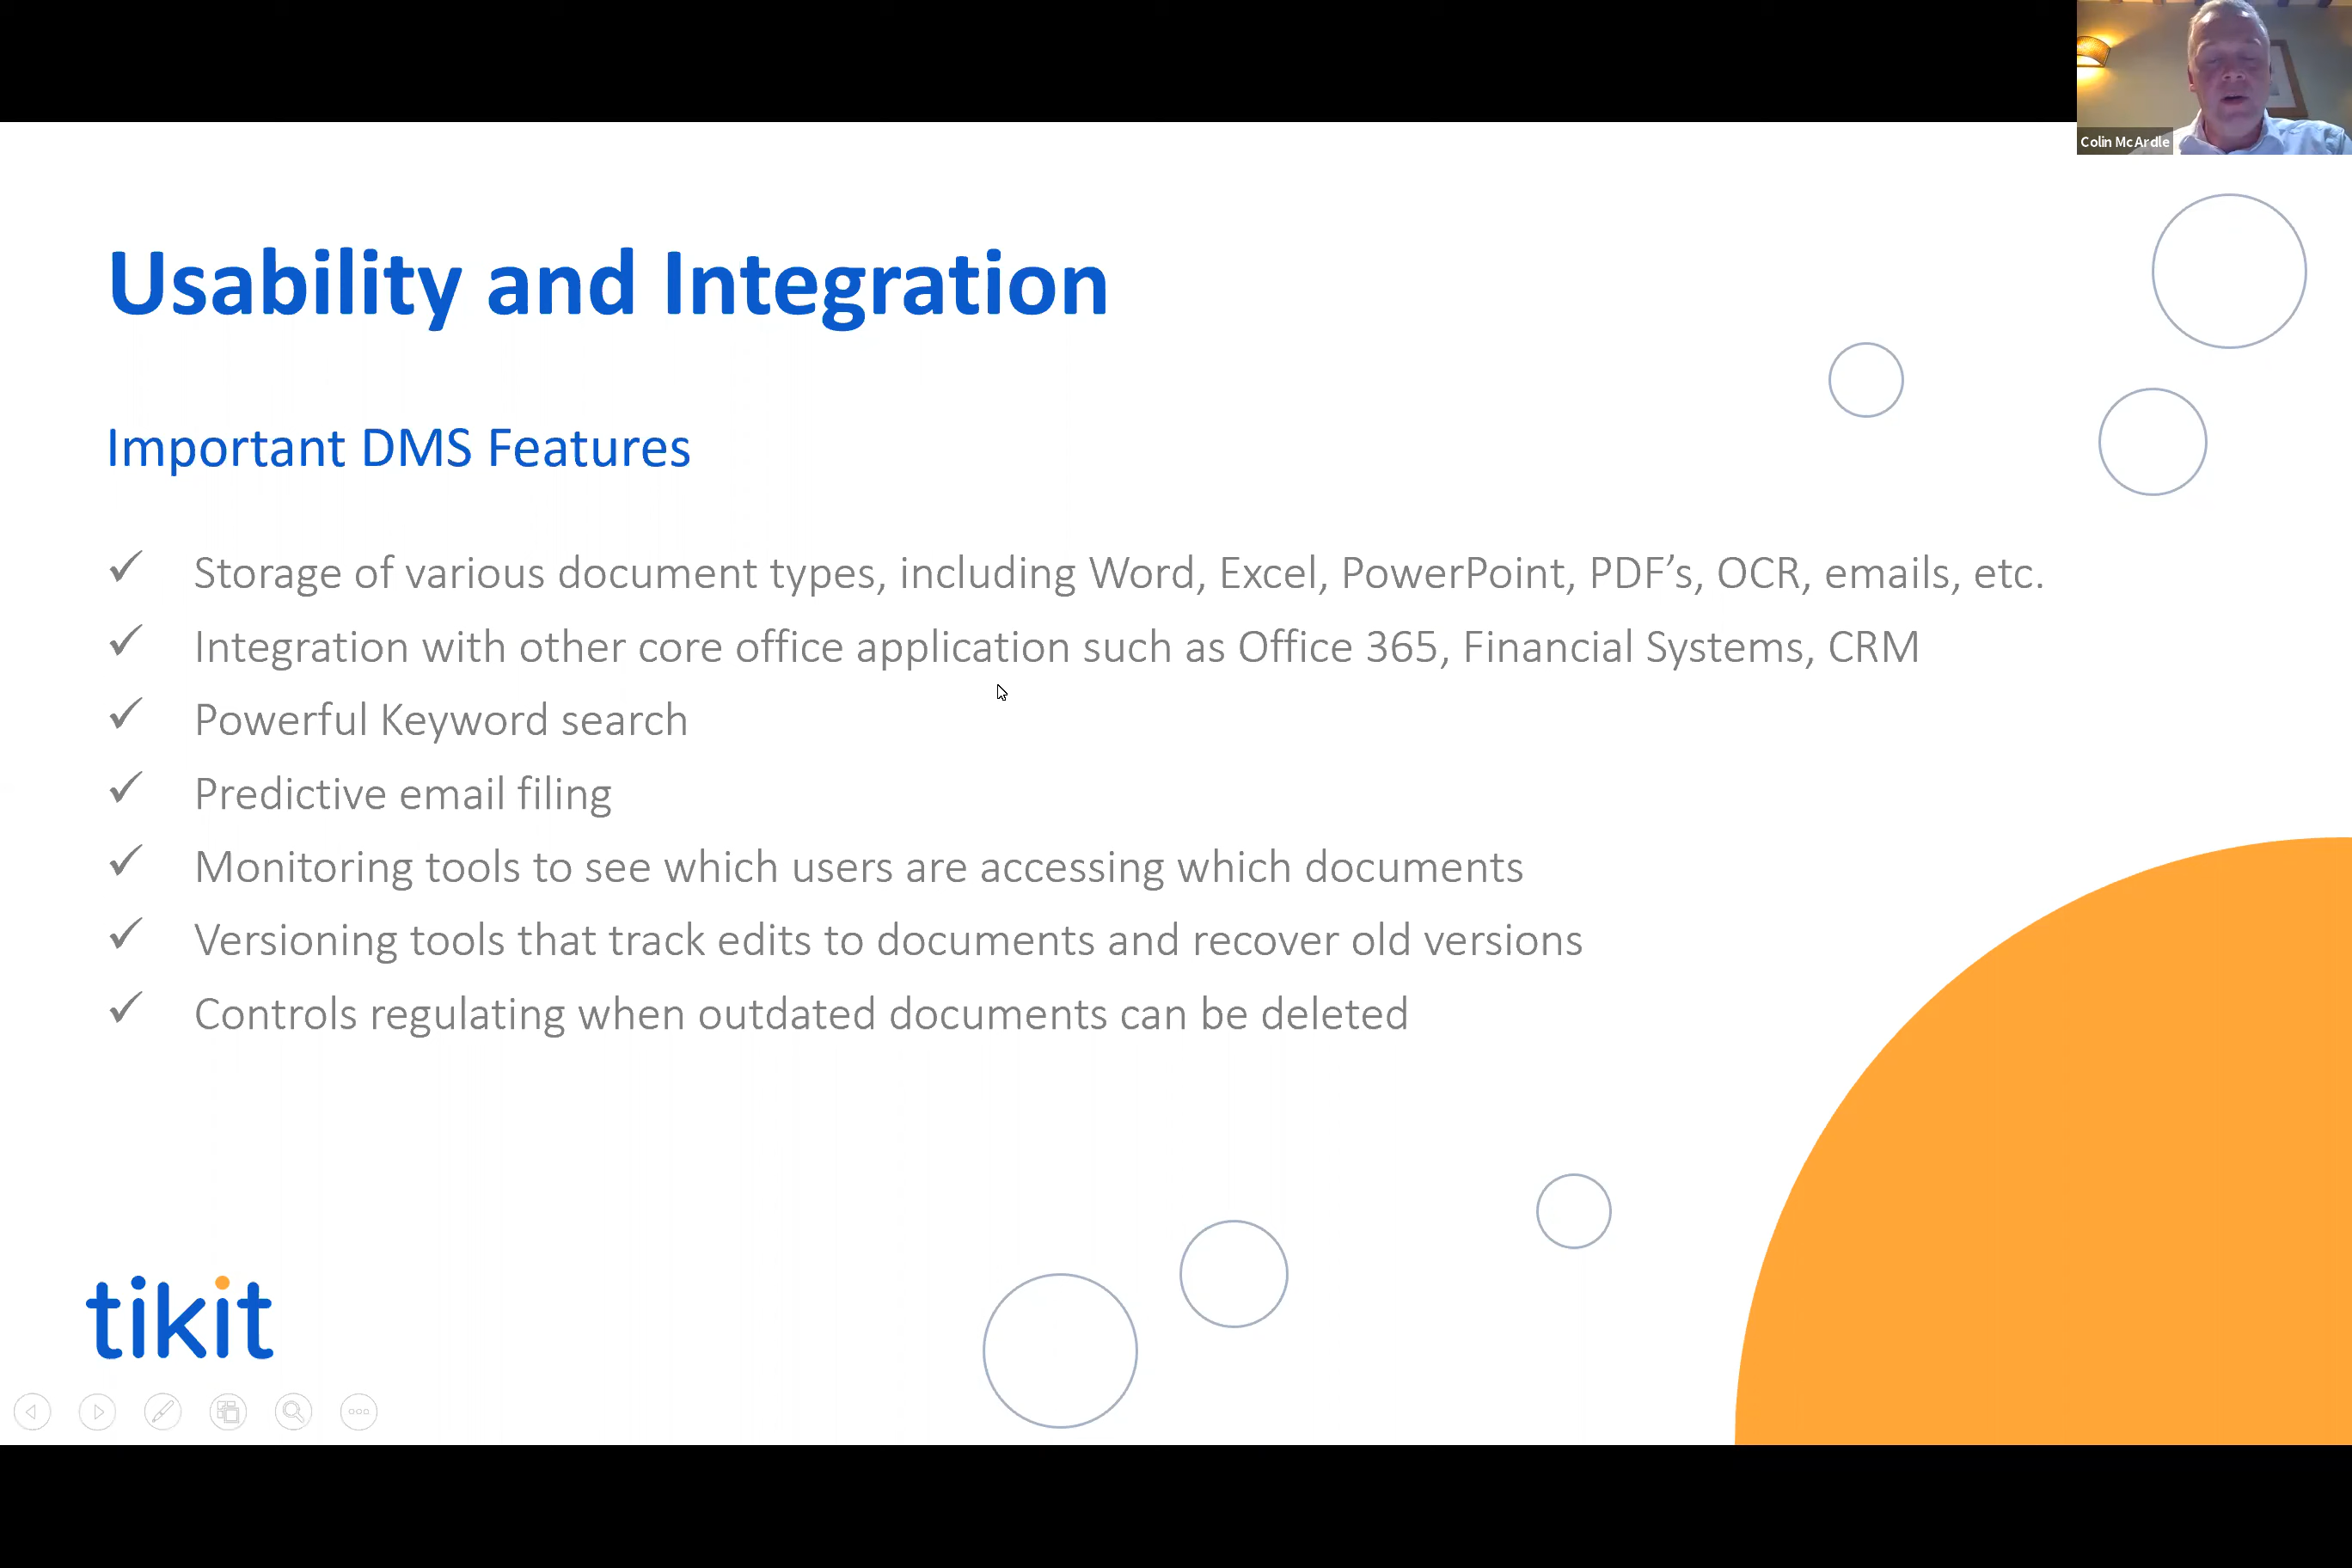 Colin McArdle
Usability and Integration
Important DMS Features
Storage of various document types, including Word, Excel, PowerPoint, PDF’s, OCR, emails, etc.
Integration with other core office application such as Office 365, Financial Systems, CRM
Powerful Keyword search
Predictive email filing
Monitoring tools to see which users are accessing which documents
Versioning tools that track edits to documents and recover old versions
Controls regulating when outdated documents can be deleted
tikit